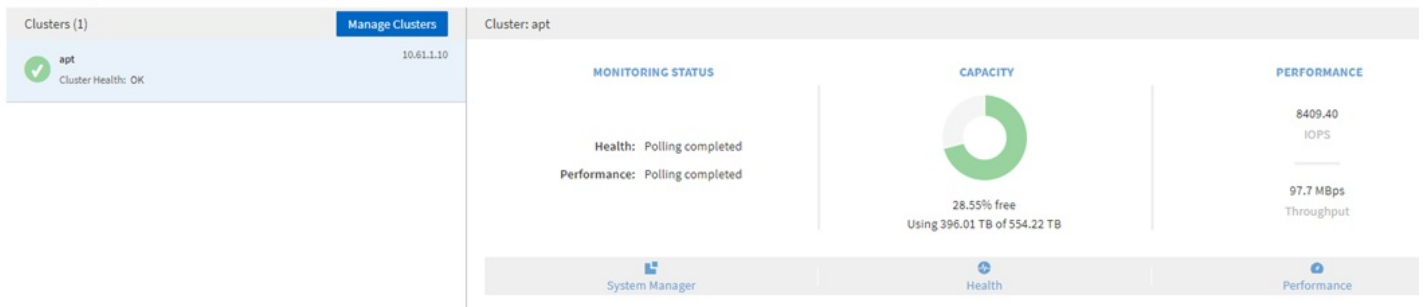 Clusters (1)
Manage Clusters
apt
10.61.1.10
Cluster Health: OK
Cluster: apt
MONITORING STATUS
Health: Polling completed
Performance: Polling completed
CAPACITY
28.55% free
Using 396.01 TB of 554.22 TB
PERFORMANCE
8409.40
IOPS
97.7 MBps
Throughput
System Manager
Health
Performance